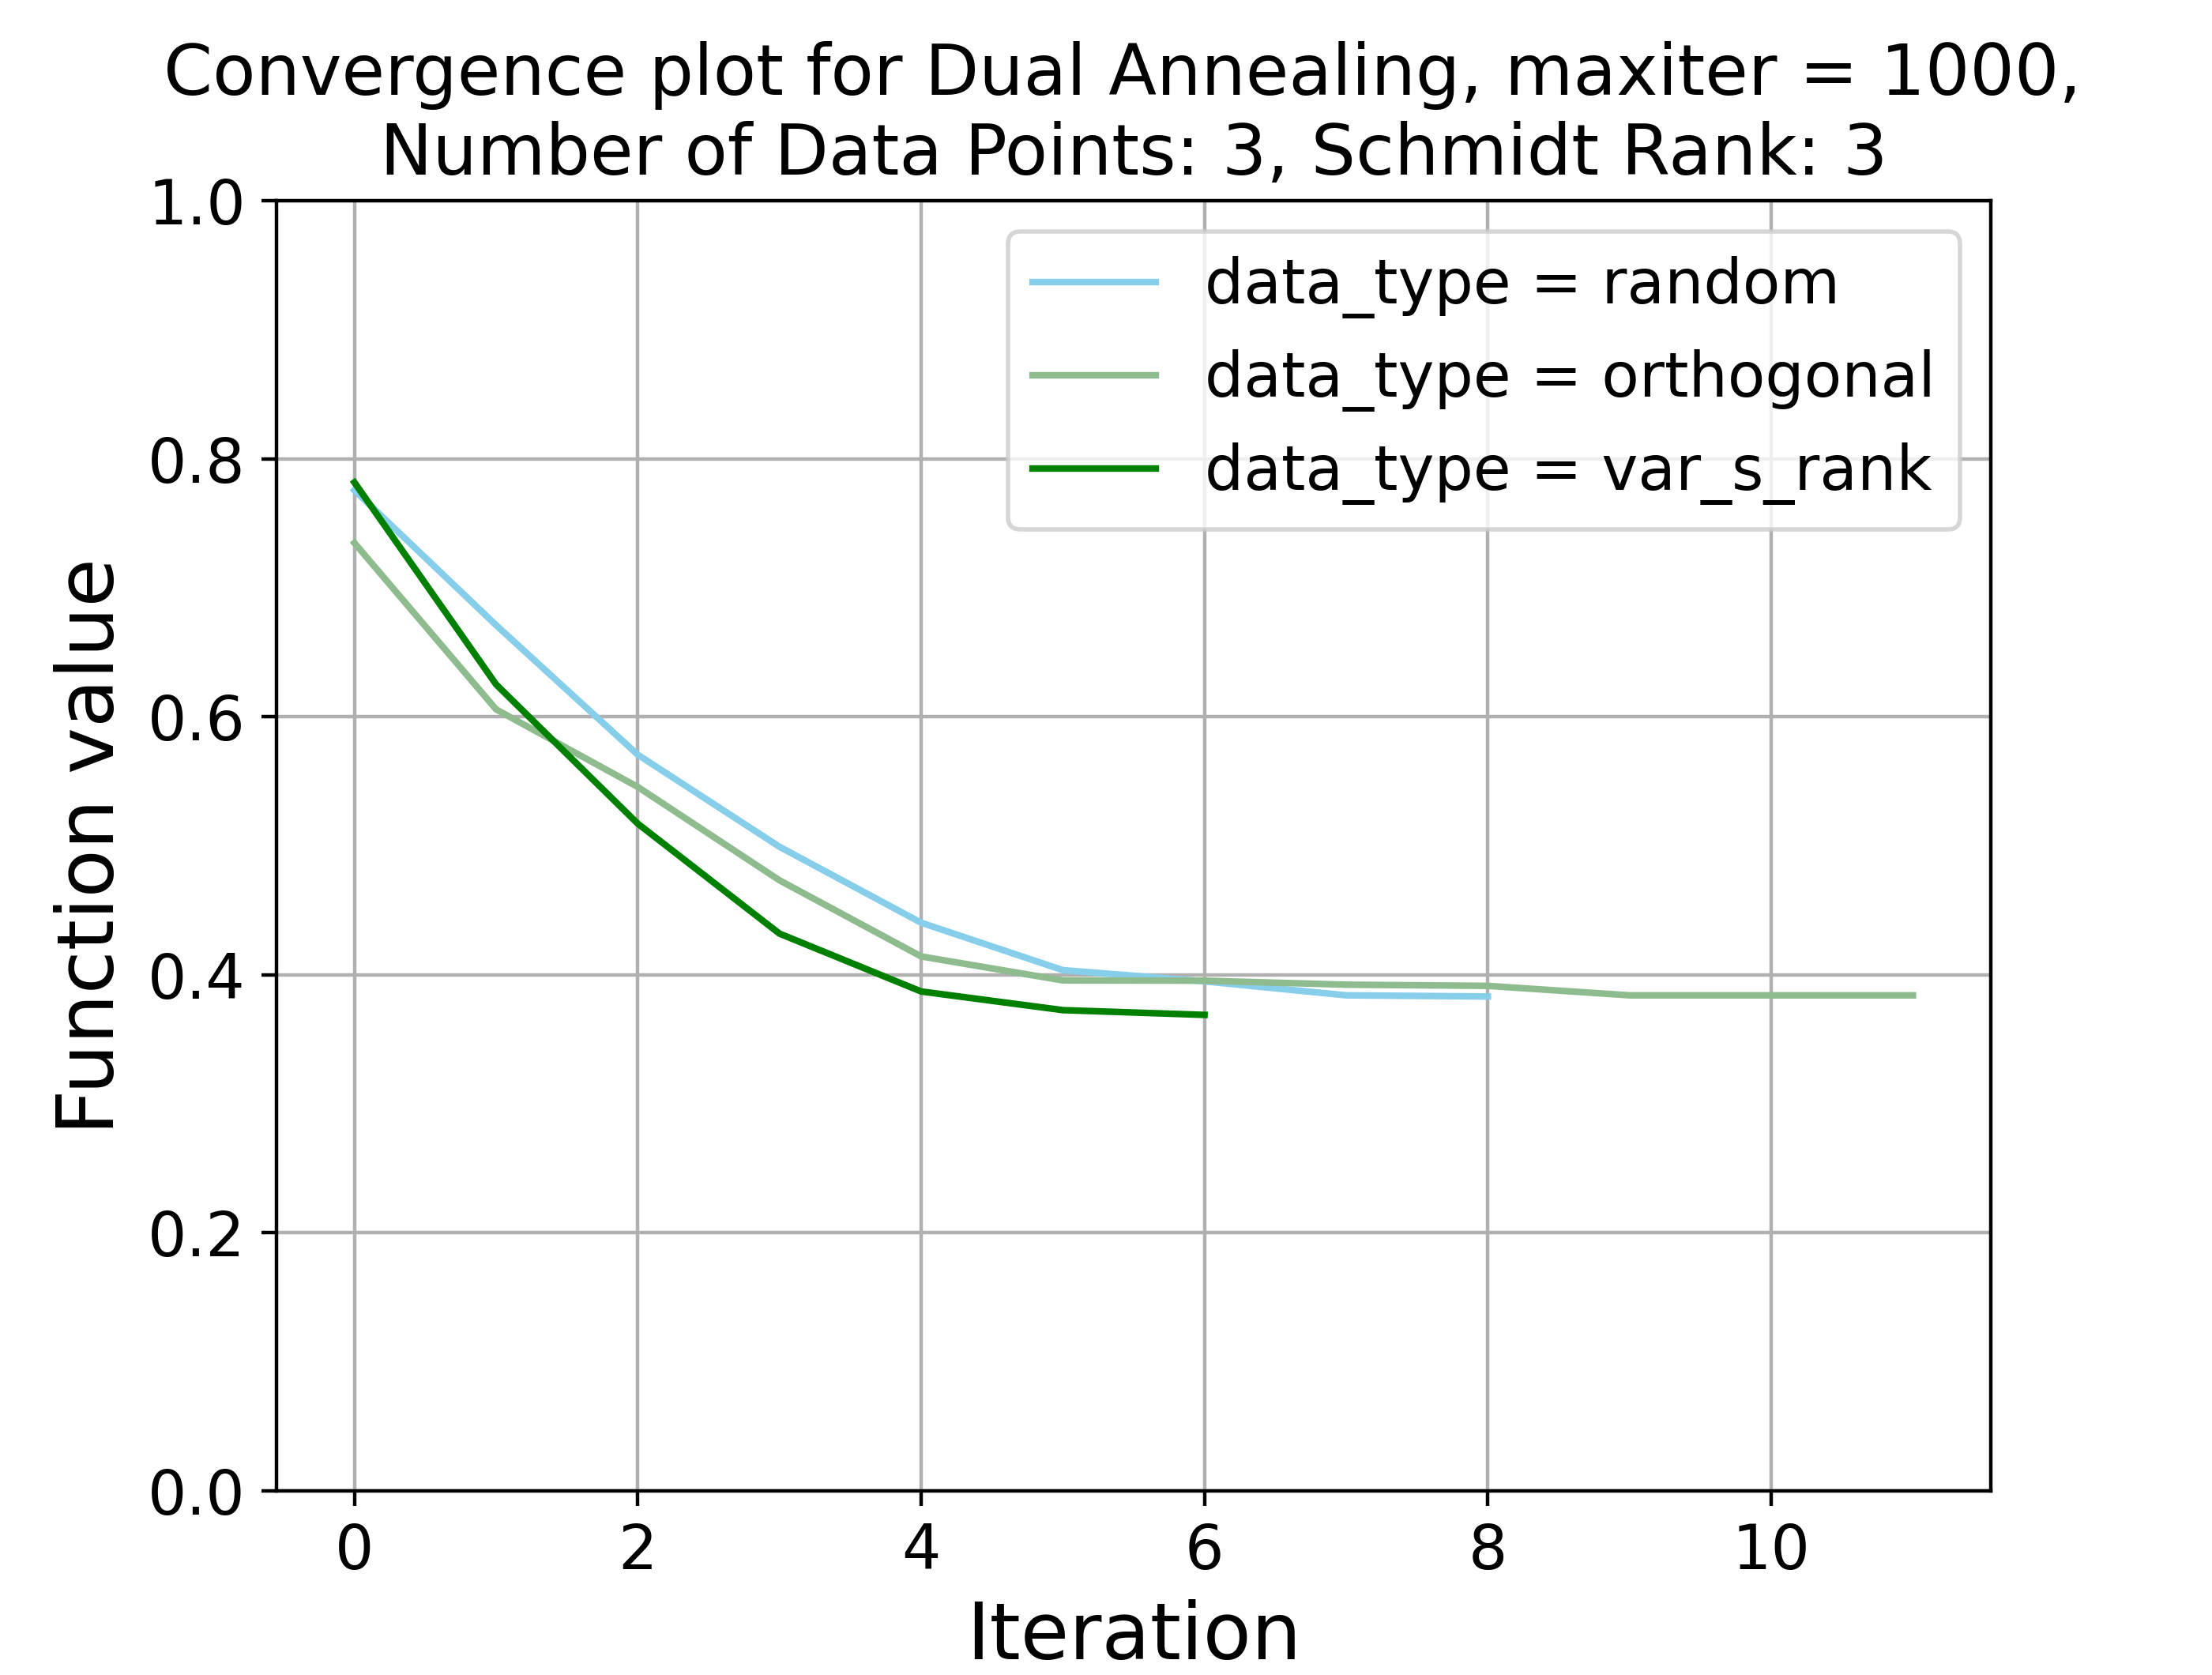 Convergence plot for Dual Annealing, maxiter = 1000,
Number of Data Points: 3, Schmidt Rank: 3
data_type = random
data_type = orthogonal
data_type = var_s_rank
Function value
1.0
0.8
0.6
0.4
0.2
0.0
0 2 4 6 8 10
Iteration